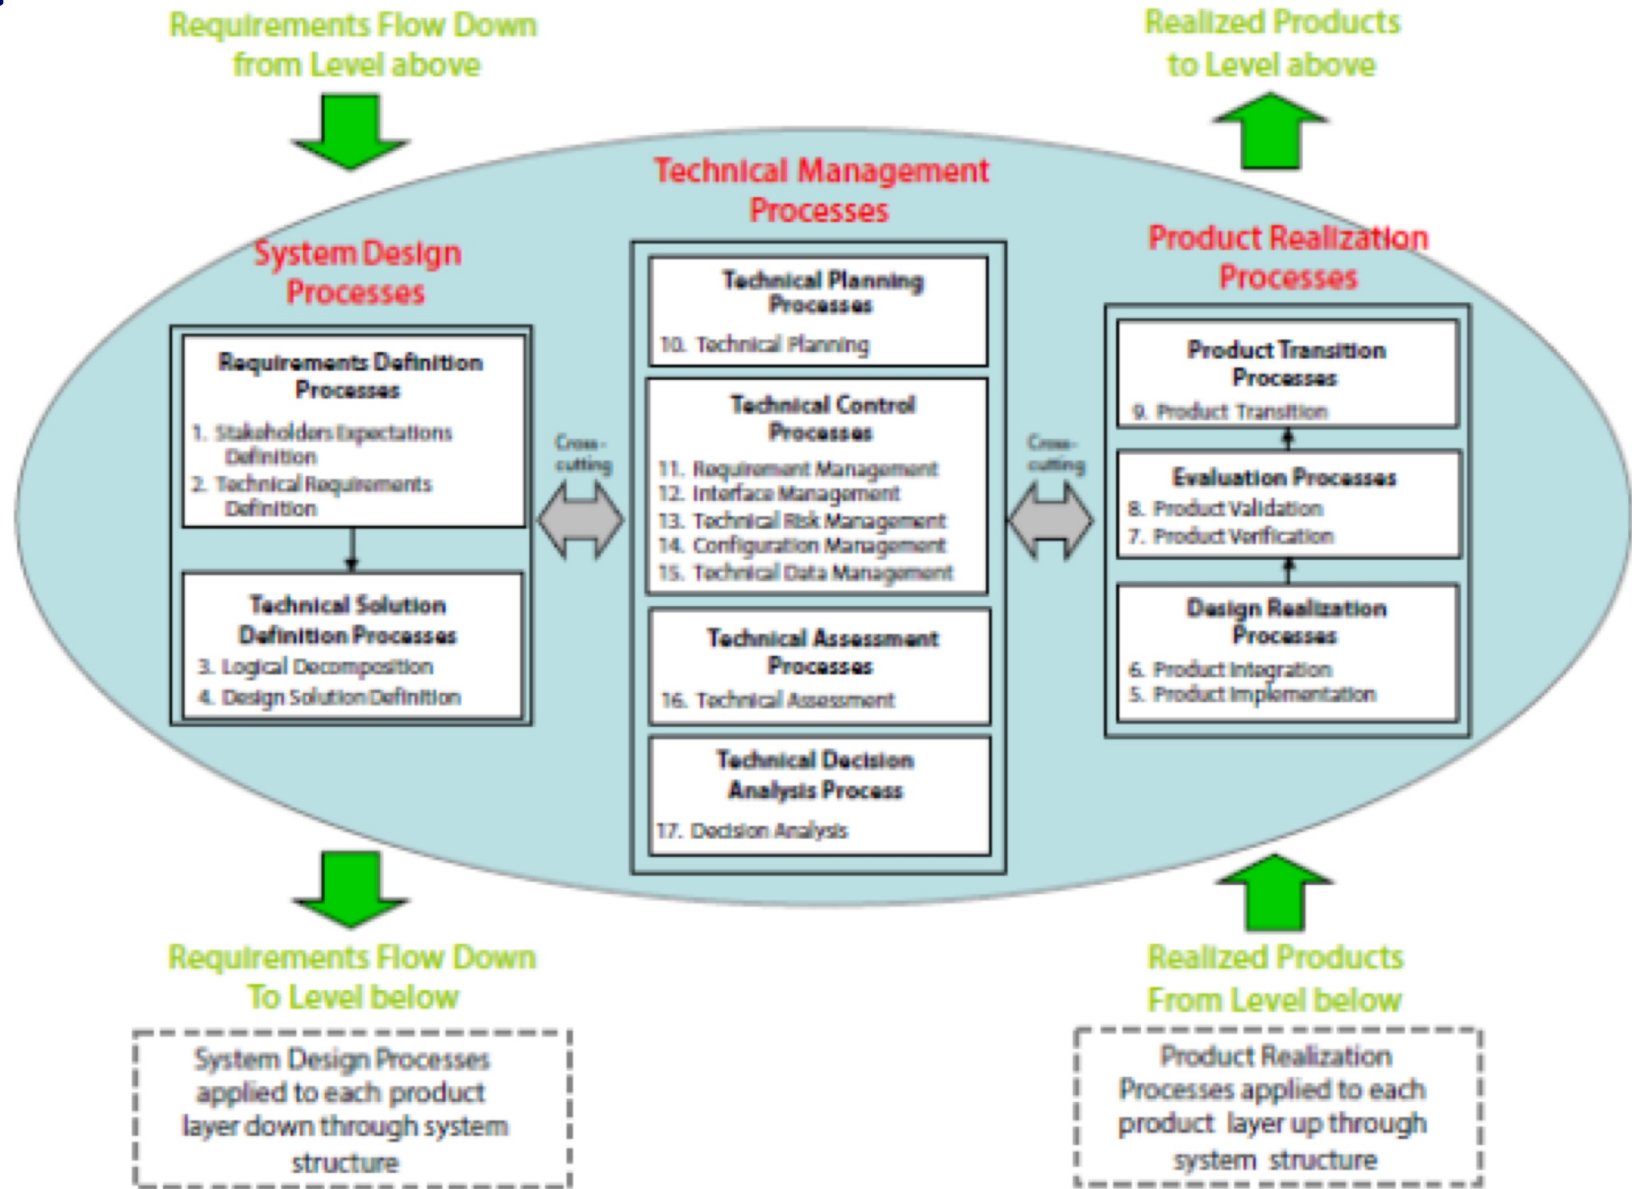 Requirements Flow Down
from Level above
Realized Products
to Level above
Technical Management
Processes
System Design
Processes
Product Realization
Processes
Requirements Definition
Processes
1. Stakeholders Expectations
Definition
2. Technical Requirements
Definition
Technical Solution
Definition Processes
3. Logical Decomposition
4. Design Solution Definition
Cross-
cutting
Technical Planning
Processes
10. Technical Planning
Technical Control
Processes
11. Requirement Management
12. Interface Management
13. Technical Risk Management
14. Configuration Management
15. Technical Data Management
Technical Assessment
Processes
16. Technical Assessment
Technical Decision
Analysis Process
17. Decision Analysis
Cross-
cutting
Product Transition
Processes
9. Product Transition
Evaluation Processes
8. Product Validation
7. Product Verification
Design Realization
Processes
6. Product Integration
5. Product Implementation
Requirements Flow Down
To Level below
System Design Processes
applied to each product
layer down through system
structure
Realized Products
From Level below
Product Realization
Processes applied to each
product layer up through
system structure